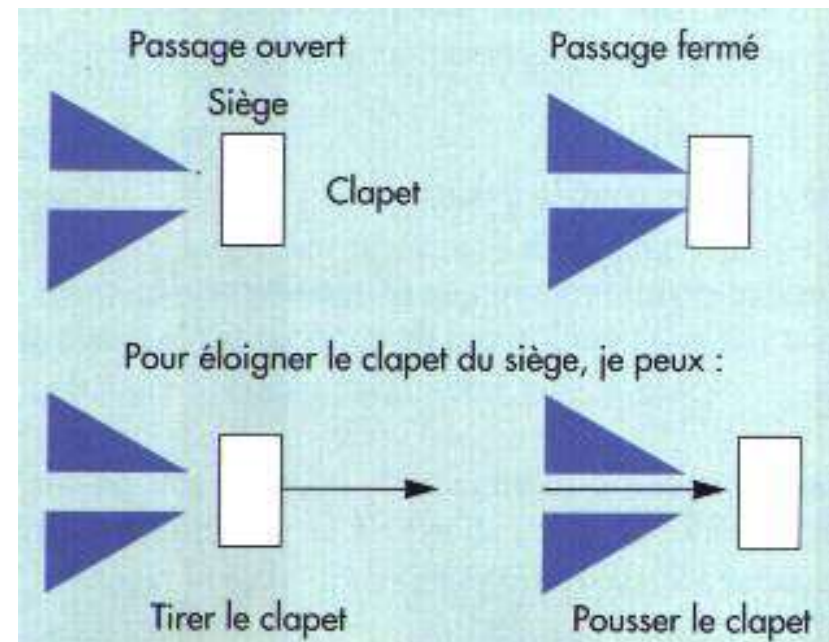 Passage ouvert
Passage fermé
Siège
Clapet
Pour éloigner le clapet du siège, je peux :
Tirer le clapet
Pousser le clapet